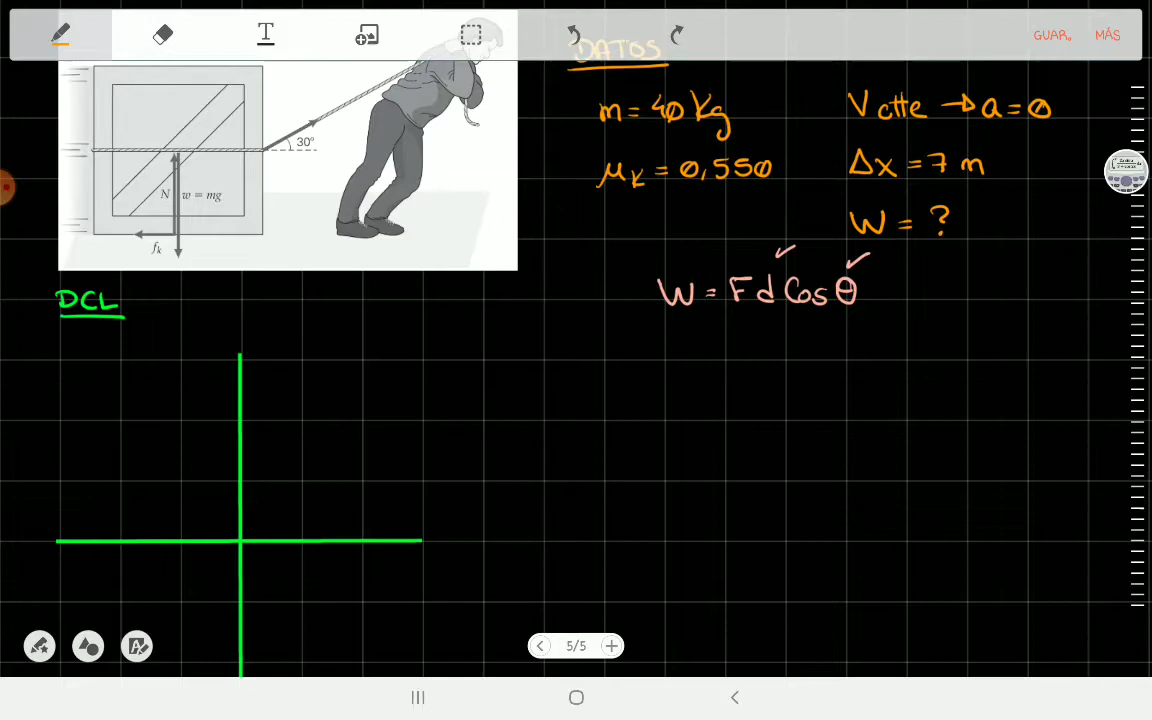 T
GUAR.
MÁS
DATOS
30°
N
w = mg
fk
m = 40 Kg
μk = 0,550
V ctte → a = 0
Δx = 7 m
W = ?
W = F d Cos θ
DCL
5/5